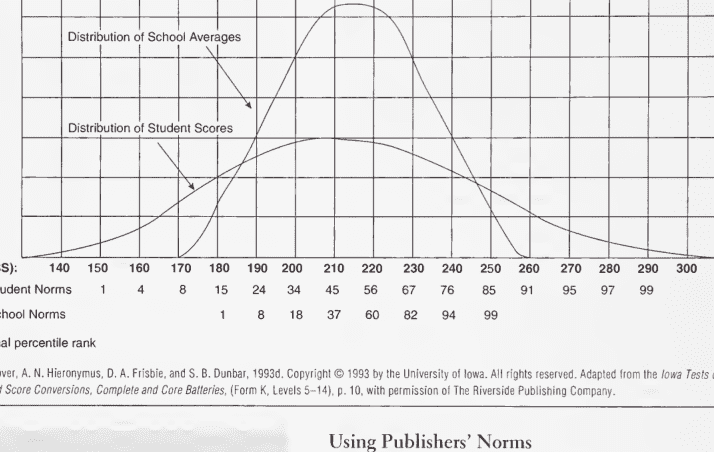 Distribution of School Averages
Distribution of Student Scores
SS): 140 150 160 170 180 190 200 210 220 230 240 250 260 270 280 290 300
udent Norms 1 4 8 15 24 34 45 56 67 76 85 91 95 97 99
chool Norms 1 8 18 37 60 82 94 99
al percentile rank
over, A. N. Hieronymus, D. A. Frisbie, and S. B. Dunbar, 1993d. Copyright © 1993 by the University of Iowa. All rights reserved. Adapted from the Iowa Tests
d Score Conversions, Complete and Core Batteries, (Form K, Levels 5–14), p. 10, with permission of The Riverside Publishing Company.
Using Publishers' Norms